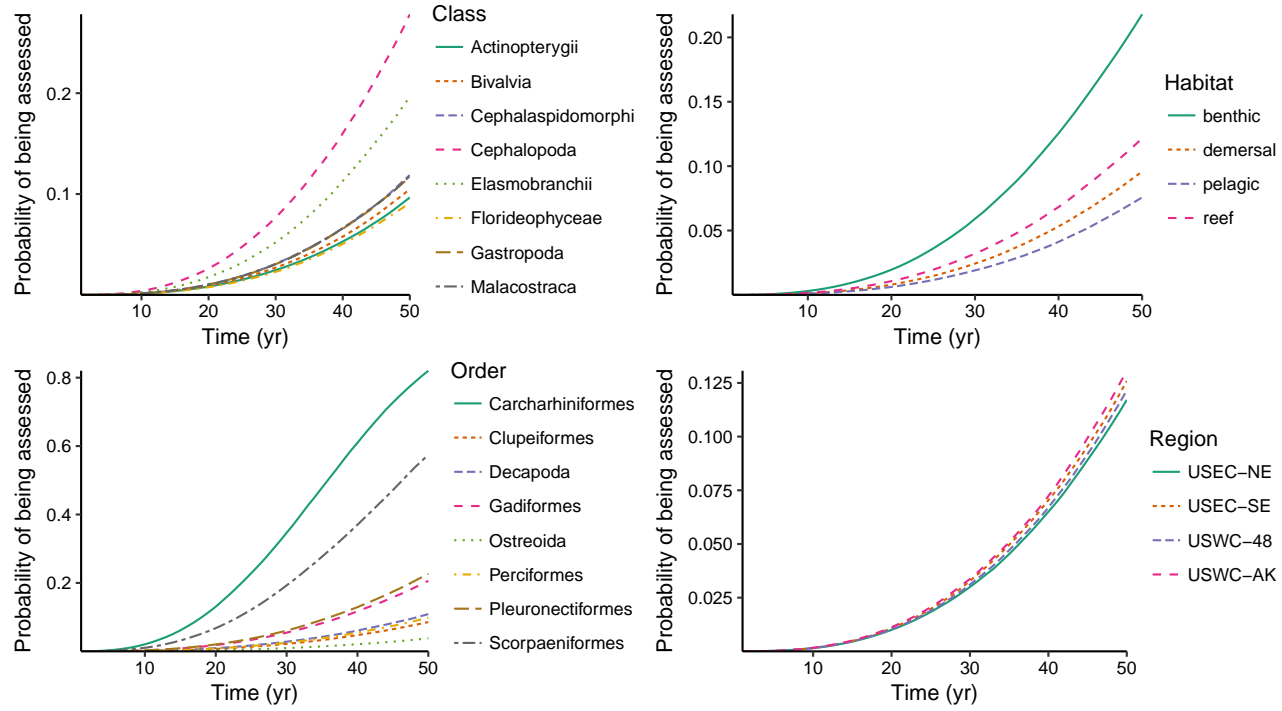 Probability of being assessed
0.2
0.1
10
20
30
40
50
Time (yr)
Class
Actinopterygii
Bivalvia
Cephalaspidomorphi
Cephalopoda
Elasmobranchii
Florideophyceae
Gastropoda
Malacostraca
Probability of being assessed
0.20
0.15
0.10
0.05
10
20
30
40
50
Time (yr)
Habitat
benthic
demersal
pelagic
reef
Probability of being assessed
0.8
0.6
0.4
0.2
10
20
30
40
50
Time (yr)
Order
Carcharhiniformes
Clupeiformes
Decapoda
Gadiformes
Ostreoida
Perciformes
Pleuronectiformes
Scorpaeniformes
Probability of being assessed
0.125
0.100
0.075
0.050
0.025
10
20
30
40
50
Time (yr)
Region
USEC−NE
USEC−SE
USWC−48
USWC−AK